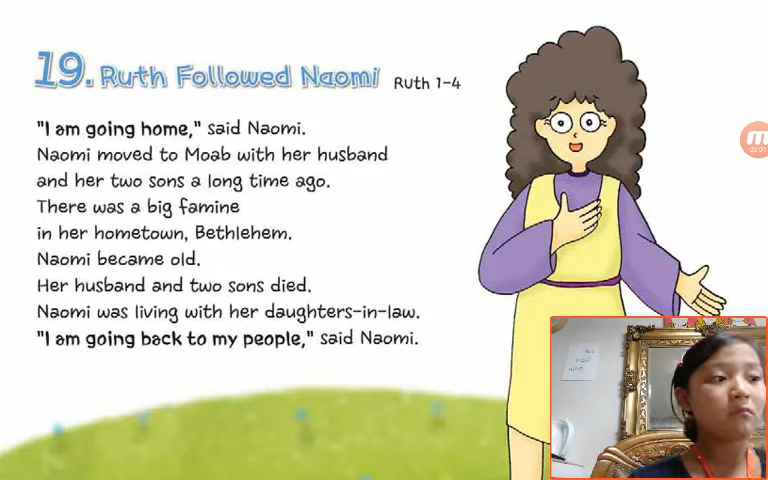 19. Ruth Followed Naomi Ruth 1-4
"I am going home," said Naomi.
Naomi moved to Moab with her husband
and her two sons a long time ago.
There was a big famine
in her hometown, Bethlehem.
Naomi became old.
Her husband and two sons died.
Naomi was living with her daughters-in-law.
"I am going back to my people," said Naomi.
02:01